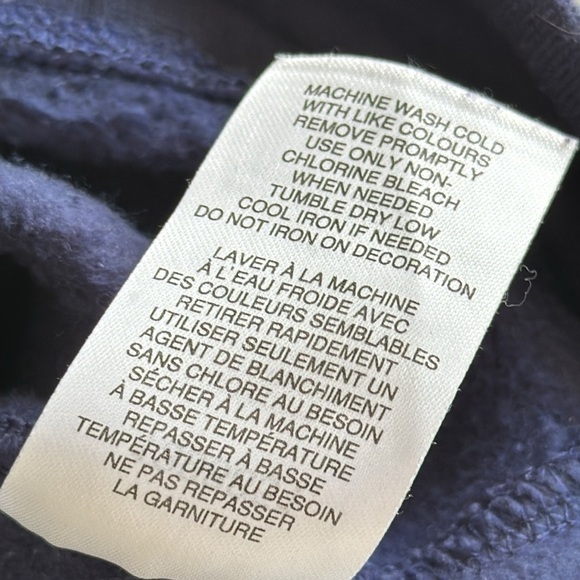 MACHINE WASH COLD
WITH LIKE COLOURS
REMOVE PROMPTLY
USE ONLY NON-
CHLORINE BLEACH
WHEN NEEDED
TUMBLE DRY LOW
COOL IRON IF NEEDED
DO NOT IRON ON DECORATION
LAVER À LA MACHINE
À L'EAU FROIDE AVEC
DES COULEURS SEMBLABLES
RETIRER RAPIDEMENT
UTILISER SEULEMENT UN
AGENT DE BLANCHIMENT
SANS CHLORE AU BESOIN
SÉCHER À LA MACHINE
À BASSE TEMPÉRATURE
REPASSER À BASSE
TEMPÉRATURE AU BESOIN
NE PAS REPASSER
LA GARNITURE